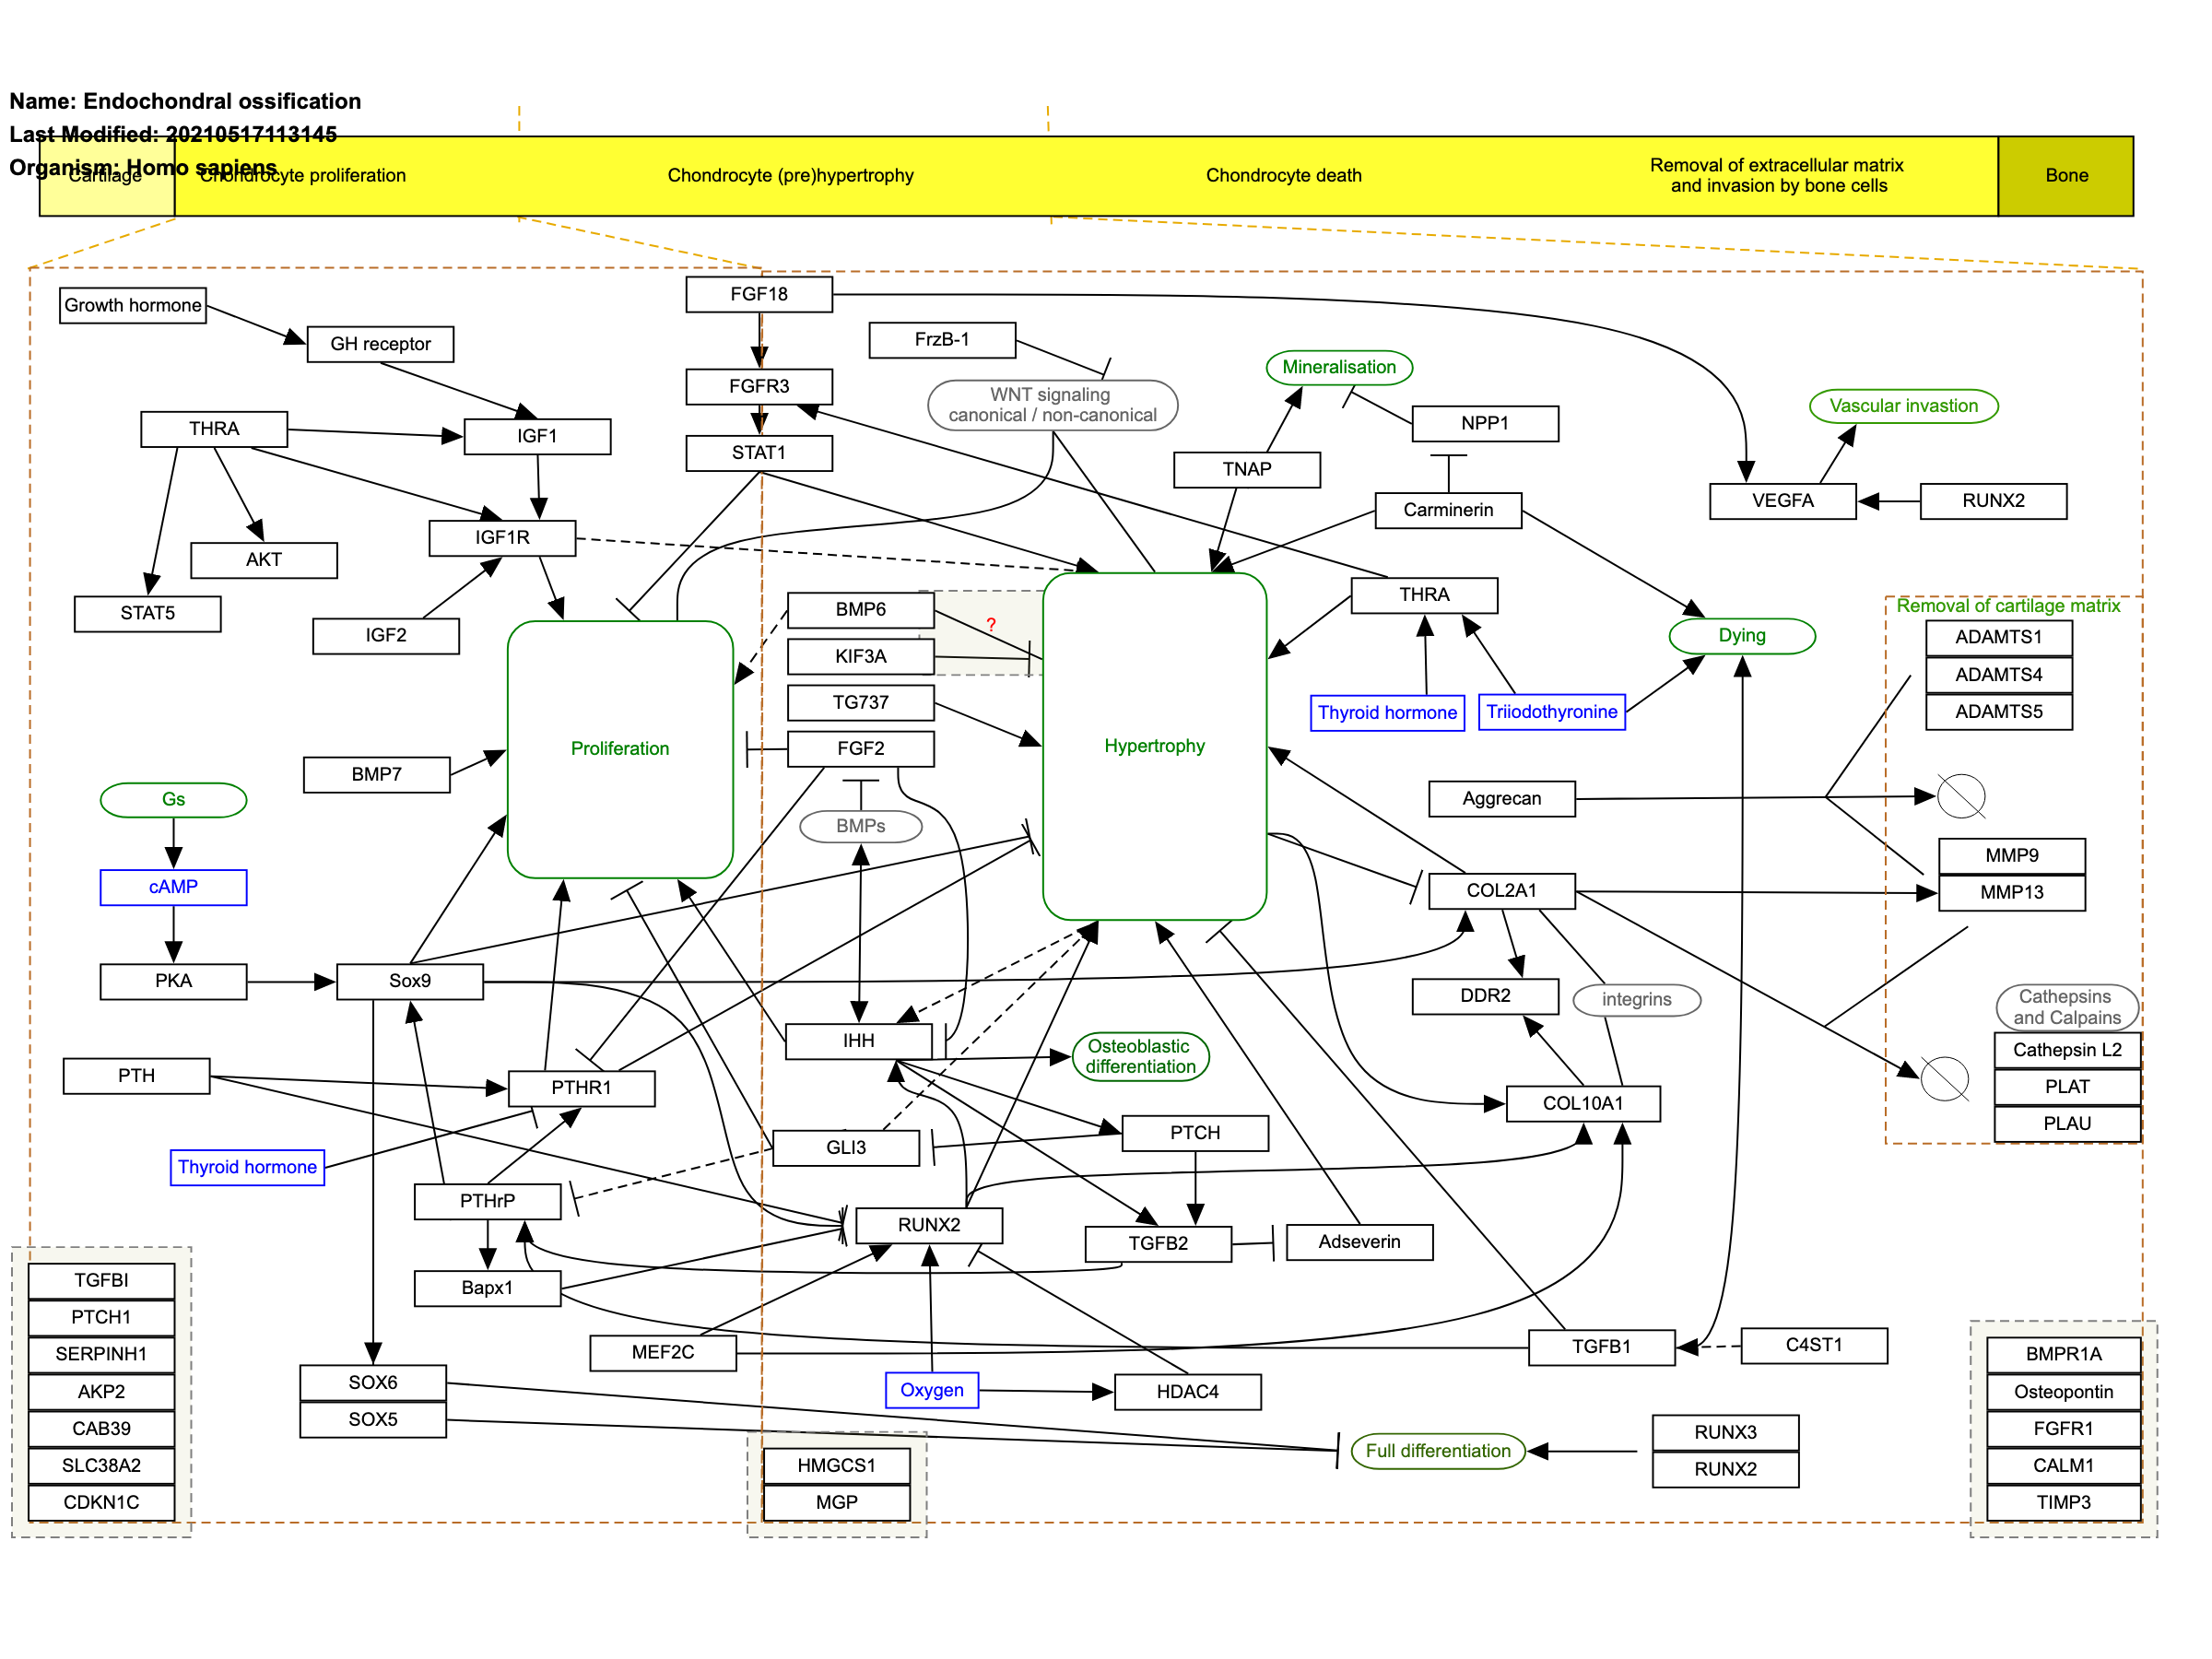 Name: Endochondral ossification
Last Modified: 20210517113145
Organism: Homo sapiens
Cartilage
Chondrocyte proliferation
Chondrocyte (pre)hypertrophy
Chondrocyte death
Removal of extracellular matrix
and invasion by bone cells
Bone
Growth hormone
GH receptor
THRA
IGF1
IGF1R
AKT
STAT5
IGF2
FGF18
FGFR3
STAT1
FrzB-1
WNT signaling
canonical / non-canonical
Mineralisation
NPP1
TNAP
Carminerin
Vascular invastion
VEGFA
RUNX2
BMP6
?
KIF3A
TG737
FGF2
BMPs
Proliferation
Hypertrophy
THRA
Thyroid hormone
Triiodothyronine
Dying
Removal of cartilage matrix
ADAMTS1
ADAMTS4
ADAMTS5
BMP7
Gs
cAMP
PKA
Sox9
Aggrecan
MMP9
MMP13
COL2A1
DDR2
integrins
COL10A1
Cathepsins
and Calpains
Cathepsin L2
PLAT
PLAU
IHH
Osteoblastic
differentiation
PTH
PTHR1
Thyroid hormone
PTHrP
Bapx1
GLI3
PTCH
RUNX2
TGFB2
Adseverin
MEF2C
Oxygen
HDAC4
TGFB1
C4ST1
SOX6
SOX5
Full differentiation
RUNX3
RUNX2
TGFBI
PTCH1
SERPINH1
AKP2
CAB39
SLC38A2
CDKN1C
HMGCS1
MGP
BMPR1A
Osteopontin
FGFR1
CALM1
TIMP3